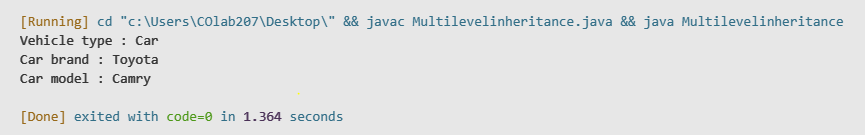 [Running] cd "c:\Users\COlab207\Desktop\" && javac Multilevelinheritance.java && java Multilevelinheritance
Vehicle type : Car
Car brand : Toyota
Car model : Camry
[Done] exited with code=0 in 1.364 seconds